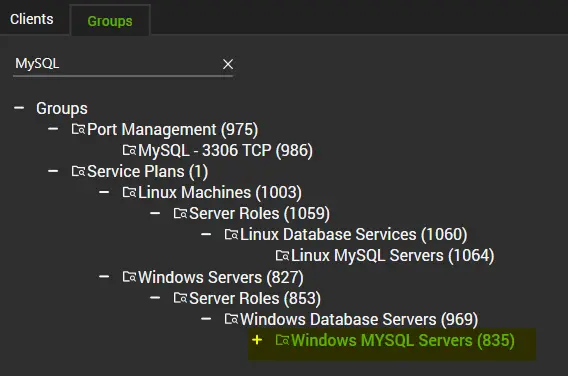 Clients Groups
MySQL
Groups
Port Management (975)
MySQL - 3306 TCP (986)
Service Plans (1)
Linux Machines (1003)
Server Roles (1059)
Linux Database Services (1060)
Linux MySQL Servers (1064)
Windows Servers (827)
Server Roles (853)
Windows Database Servers (969)
Windows MYSQL Servers (835)